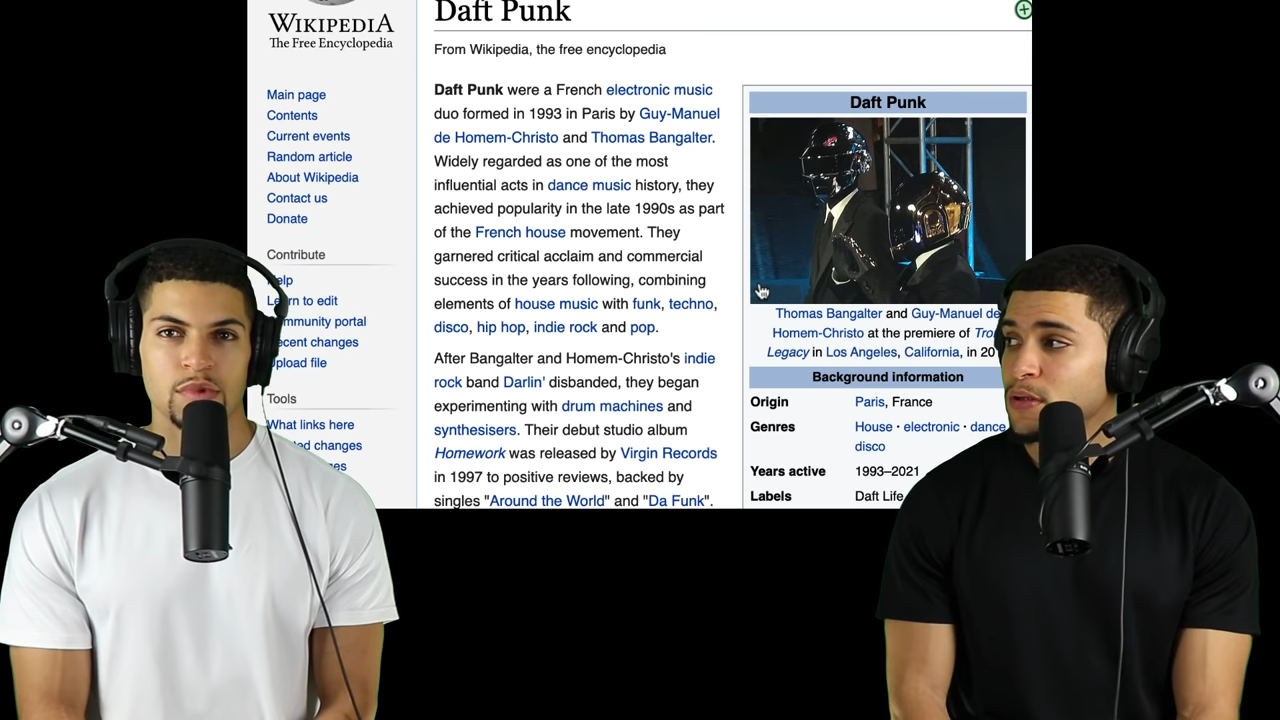 WIKIPEDIA
The Free Encyclopedia
Main page
Contents
Current events
Random article
About Wikipedia
Contact us
Donate
Contribute
Help
Learn to edit
Community portal
Recent changes
Upload file
Tools
What links here
changes
Daft Punk
From Wikipedia, the free encyclopedia
Daft Punk were a French electronic music
duo formed in 1993 in Paris by Guy-Manuel
de Homem-Christo and Thomas Bangalter.
Widely regarded as one of the most
influential acts in dance music history, they
achieved popularity in the late 1990s as part
of the French house movement. They
garnered critical acclaim and commercial
success in the years following, combining
elements of house music with funk, techno,
disco, hip hop, indie rock and pop.
After Bangalter and Homem-Christo's indie
rock band Darlin' disbanded, they began
experimenting with drum machines and
synthesisers. Their debut studio album
Homework was released by Virgin Records
in 1997 to positive reviews, backed by
singles "Around the World" and "Da Funk".
Daft Punk
Thomas Bangalter and Guy-Manuel de
Homem-Christo at the premiere of
Legacy in Los Angeles, California, in 20
Background information
Origin Paris, France
Genres House · electronic · dance
disco
Years active 1993–2021
Labels Daft Life